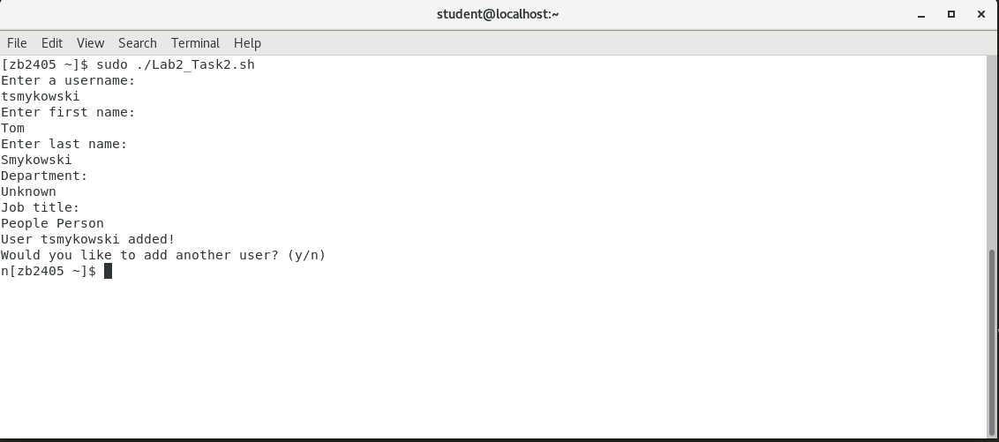 student@localhost:~
File Edit View Search Terminal Help
[zb2405 ~]$ sudo ./Lab2_Task2.sh
Enter a username:
tsmykowski
Enter first name:
Tom
Enter last name:
Smykowski
Department:
Unknown
Job title:
People Person
User tsmykowski added!
Would you like to add another user? (y/n)
n[zb2405 ~]$